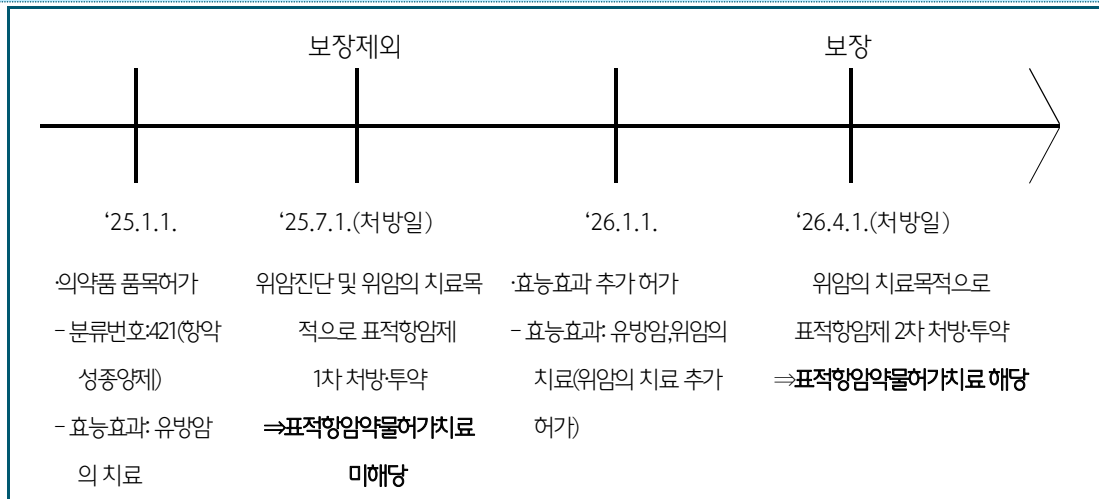 보장제외
보장
‘25.1.1.
·의약품 품목허가
- 분류번호:421(항악
성종양제)
- 효능효과: 유방암
의 치료
‘25.7.1.(처방일)
위암진단 및 위암의 치료목
적으로 표적항암제
1차 처방·투약
⇒표적항암약물허가치료
미해당
‘26.1.1.
·효능효과 추가 허가
- 효능효과: 유방암,위암의
치료(위암의 치료 추가
허가)
‘26.4.1.(처방일)
위암의 치료목적으로
표적항암제 2차 처방·투약
⇒표적항암약물허가치료 해당